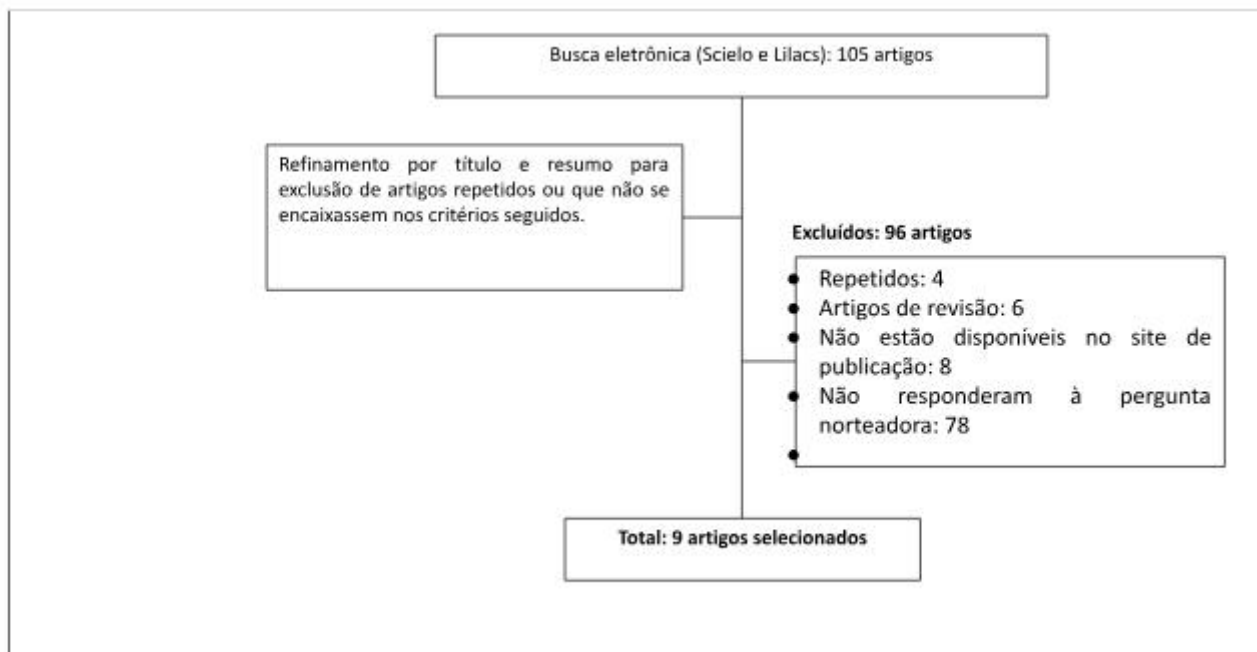 Busca eletrônica (Scielo e Lilacs): 105 artigos
Refinamento por título e resumo para
exclusão de artigos repetidos ou que não se
encaixassem nos critérios seguidos.
Excluídos: 96 artigos
● Repetidos: 4
● Artigos de revisão: 6
● Não estão disponíveis no site de
publicação: 8
● Não responderam à pergunta
norteadora: 78
●
Total: 9 artigos selecionados